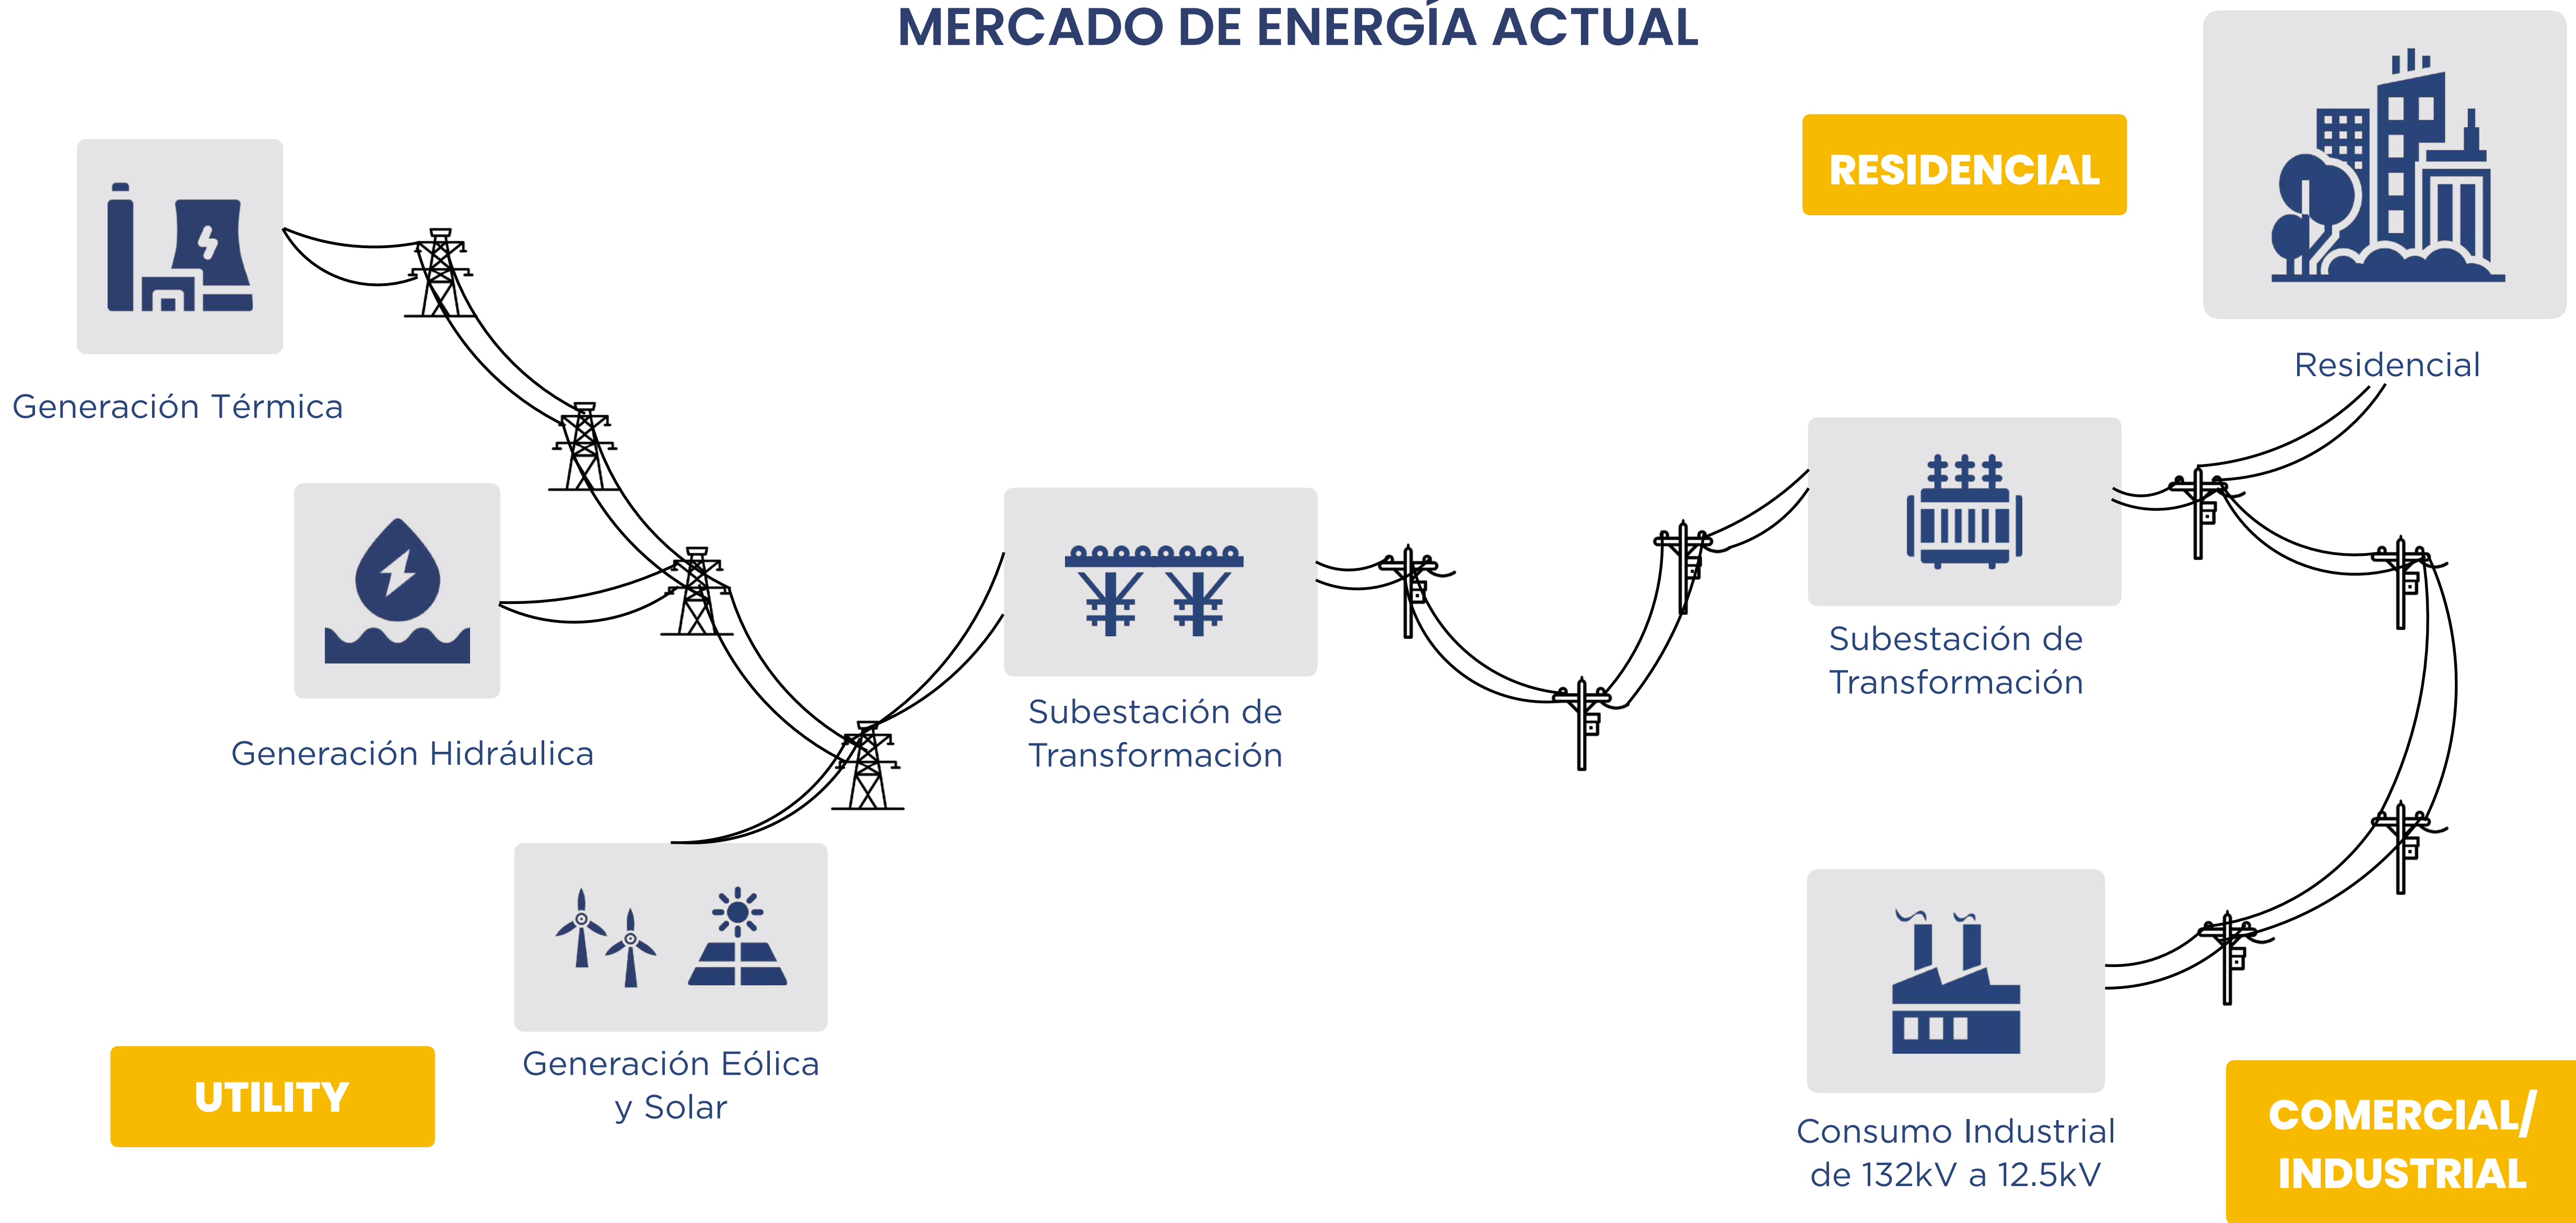 MERCADO DE ENERGÍA ACTUAL
RESIDENCIAL
Residencial
Generación Térmica
Generación Hidráulica
Subestación de
Transformación
Subestación de
Transformación
Generación Eólica
y Solar
UTILITY
Consumo Industrial
de 132kV a 12.5kV
COMERCIAL/
INDUSTRIAL